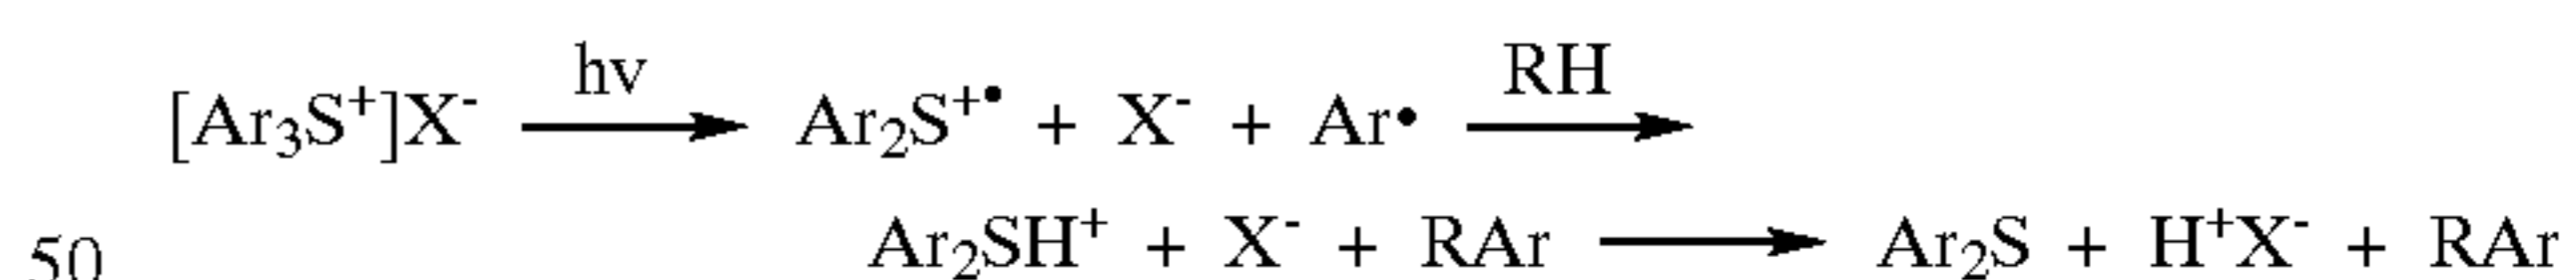 hv RH
[Ar₃S⁺]X⁻ ⟶ Ar₂S⁺• + X⁻ + Ar• ⟶
50 Ar₂SH⁺ + X⁻ + RAr ⟶ Ar₂S + H⁺X⁻ + RAr